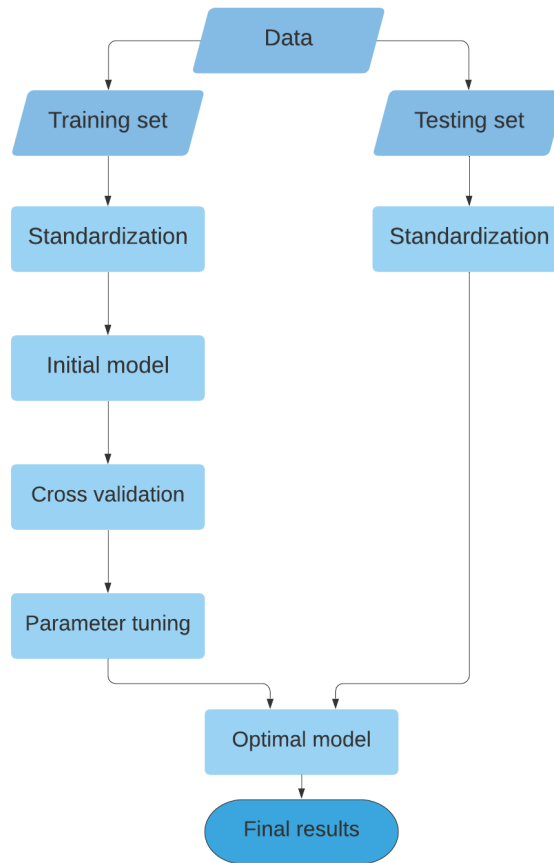 Data
Training set
Testing set
Standardization
Standardization
Initial model
Cross validation
Parameter tuning
Optimal model
Final results